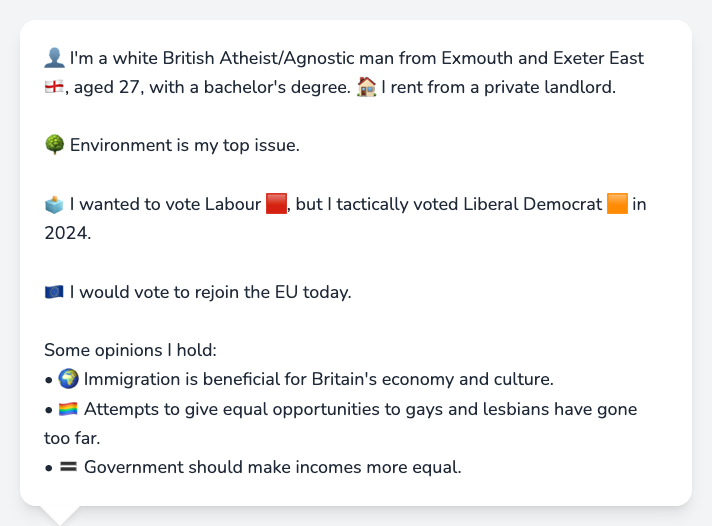 👤 I'm a white British Atheist/Agnostic man from Exmouth and Exeter East
🏴󠁧󠁢󠁥󠁮󠁧󠁿, aged 27, with a bachelor's degree. 🏠 I rent from a private landlord.
🌳 Environment is my top issue.
🗳️ I wanted to vote Labour 🟥, but I tactically voted Liberal Democrat 🟧 in
2024.
🇪🇺 I would vote to rejoin the EU today.
Some opinions I hold:
• 🌍 Immigration is beneficial for Britain's economy and culture.
• 🏳️‍🌈 Attempts to give equal opportunities to gays and lesbians have gone
too far.
• 🟰 Government should make incomes more equal.